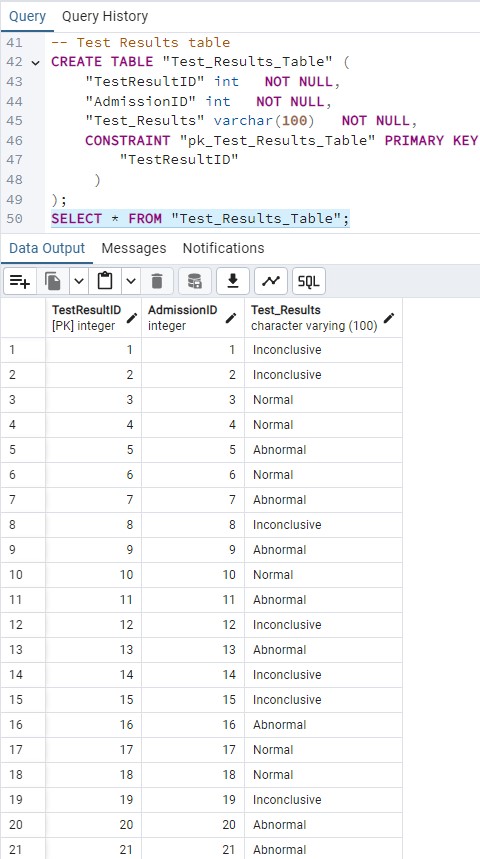 Query Query History
41 -- Test Results table
42 CREATE TABLE "Test_Results_Table" (
43 "TestResultID" int NOT NULL,
44 "AdmissionID" int NOT NULL,
45 "Test_Results" varchar(100) NOT NULL,
46 CONSTRAINT "pk_Test_Results_Table" PRIMARY KEY
47 "TestResultID"
48 )
49 );
50 SELECT * FROM "Test_Results_Table";
Data Output Messages Notifications
SQL
TestResultID AdmissionID Test_Results
[PK] integer integer character varying (100)
1 1 1 Inconclusive
2 2 2 Inconclusive
3 3 3 Normal
4 4 4 Normal
5 5 5 Abnormal
6 6 6 Normal
7 7 7 Abnormal
8 8 8 Inconclusive
9 9 9 Abnormal
10 10 10 Normal
11 11 11 Abnormal
12 12 12 Inconclusive
13 13 13 Abnormal
14 14 14 Inconclusive
15 15 15 Inconclusive
16 16 16 Abnormal
17 17 17 Normal
18 18 18 Normal
19 19 19 Inconclusive
20 20 20 Abnormal
21 21 21 Abnormal